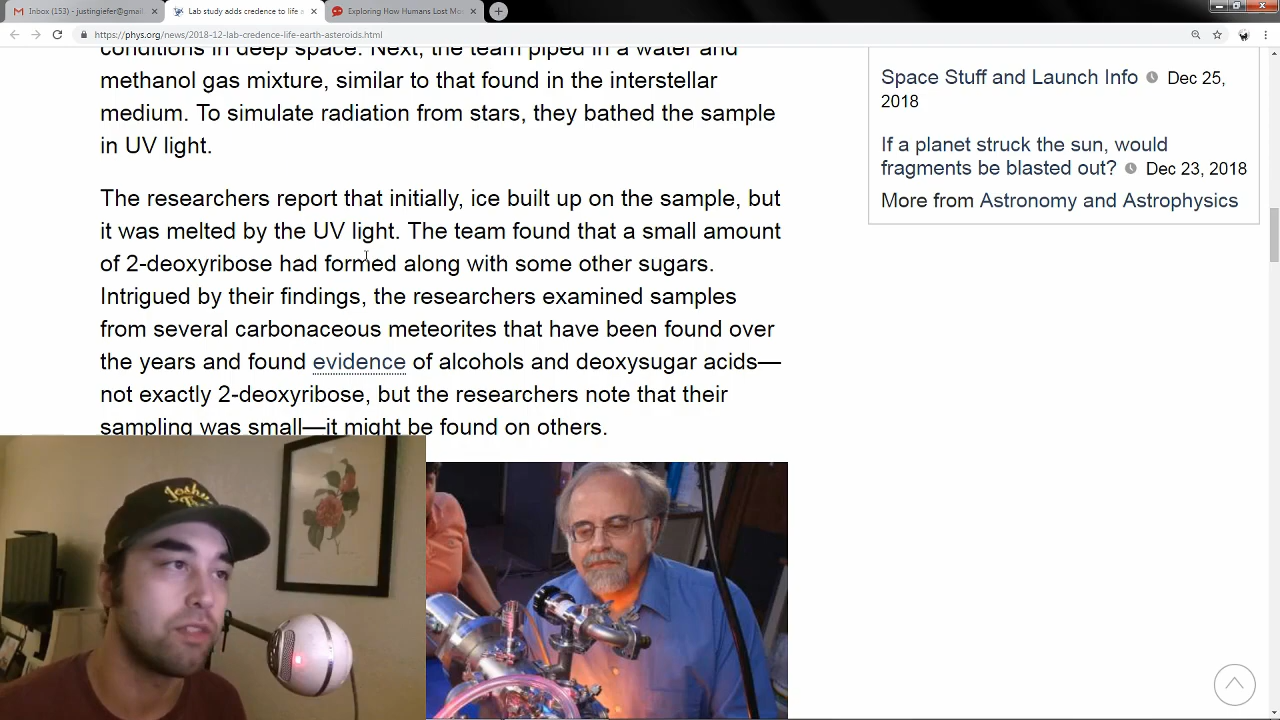 Inbox (153) - justingiefer@gmail
Lab study adds credence to life a
Exploring How Humans Lost Mo
https://phys.org/news/2018-12-lab-credence-life-earth-asteroids.html
conditions in deep space. Next, the team piped in a water and
methanol gas mixture, similar to that found in the interstellar
medium. To simulate radiation from stars, they bathed the sample
in UV light.
The researchers report that initially, ice built up on the sample, but
it was melted by the UV light. The team found that a small amount
of 2-deoxyribose had formed along with some other sugars.
Intrigued by their findings, the researchers examined samples
from several carbonaceous meteorites that have been found over
the years and found evidence of alcohols and deoxysugar acids—
not exactly 2-deoxyribose, but the researchers note that their
sampling was small—it might be found on others.
Space Stuff and Launch Info Dec 25,
2018
If a planet struck the sun, would
fragments be blasted out? Dec 23, 2018
More from Astronomy and Astrophysics
Joshu
Tre